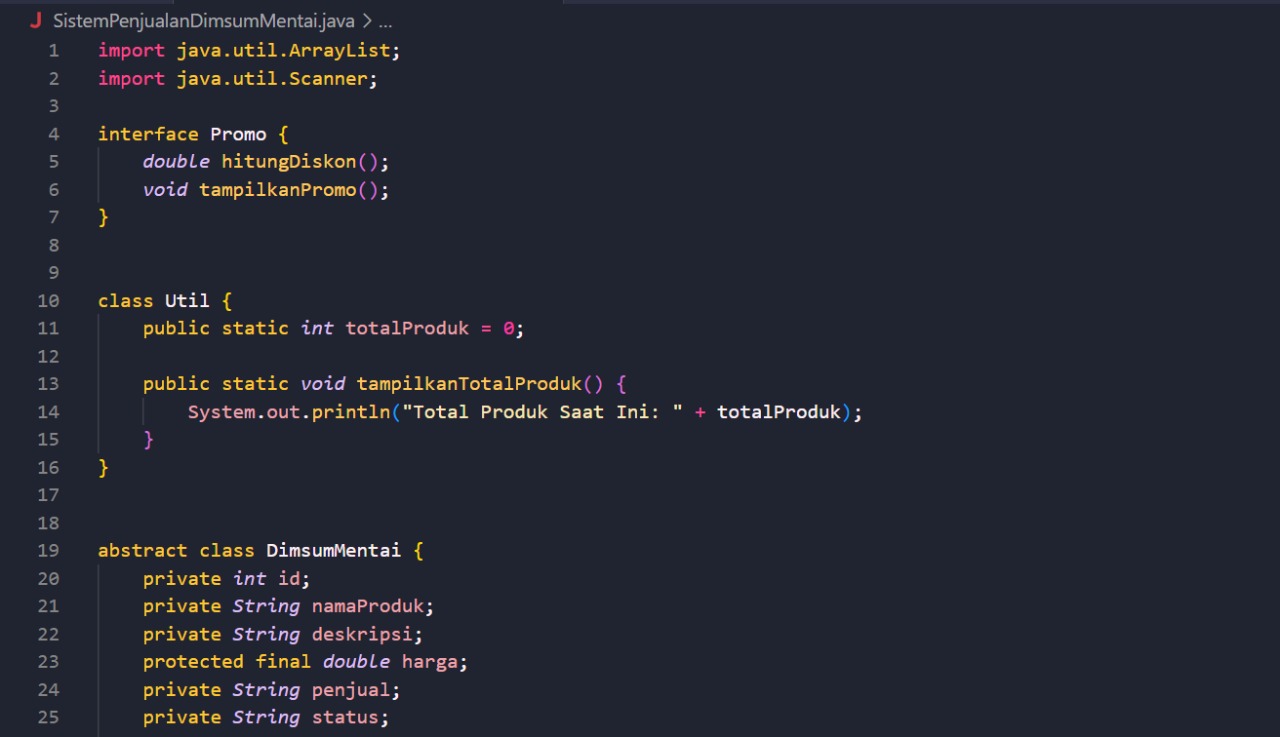 J SistemPenjualanDimsumMentai.java > ...
1 import java.util.ArrayList;
2 import java.util.Scanner;
3
4 interface Promo {
5     double hitungDiskon();
6     void tampilkanPromo();
7 }
8
9
10 class Util {
11     public static int totalProduk = 0;
12
13     public static void tampilkanTotalProduk() {
14         System.out.println("Total Produk Saat Ini: " + totalProduk);
15     }
16 }
17
18
19 abstract class DimsumMentai {
20     private int id;
21     private String namaProduk;
22     private String deskripsi;
23     protected final double harga;
24     private String penjual;
25     private String status;